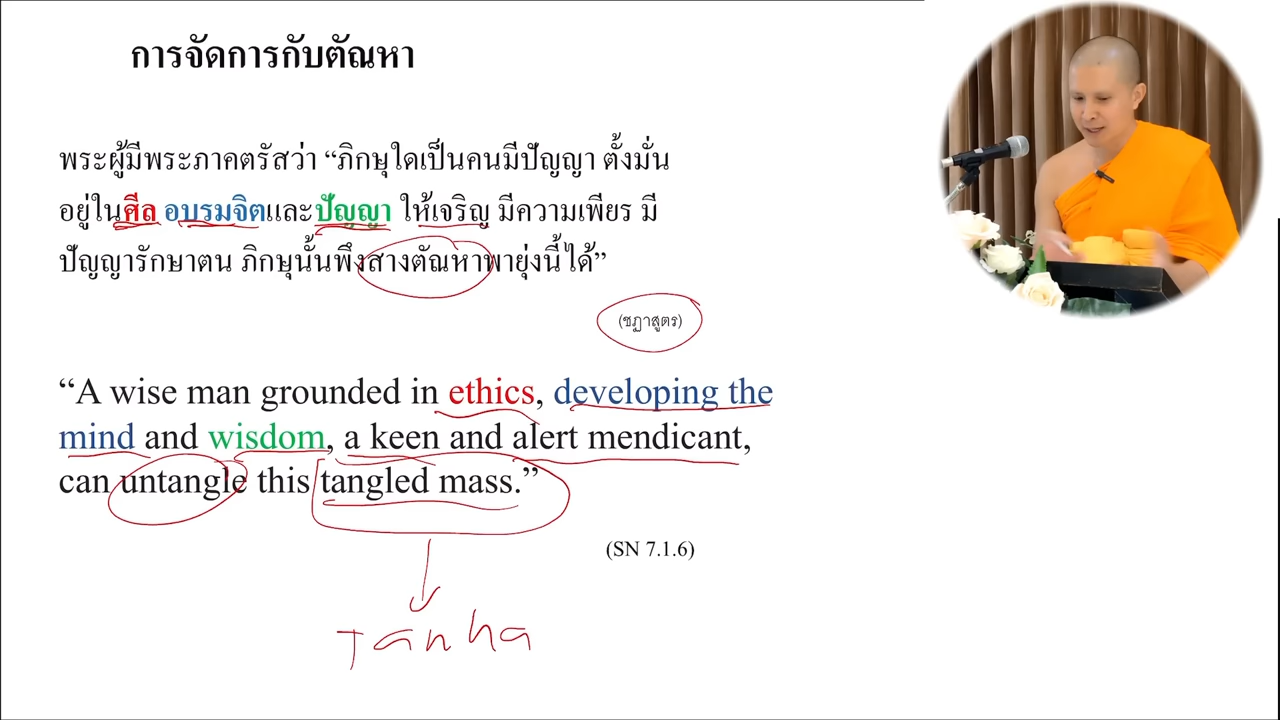 การจัดการกับตัณหา
พระผู้มีพระภาคตรัสว่า “ภิกษุใดเป็นคนมีปัญญา ตั้งมั่น
อยู่ในศีล อบรมจิตและปัญญา ให้เจริญ มีความเพียร มี
ปัญญารักษาตน ภิกษุนั้นพึงสางตัณหาพายุ่งนี้ได้”
(ชฏาสูตร)
“A wise man grounded in ethics, developing the
mind and wisdom, a keen and alert mendicant,
can untangle this tangled mass.”
(SN 7.1.6)
Tanha